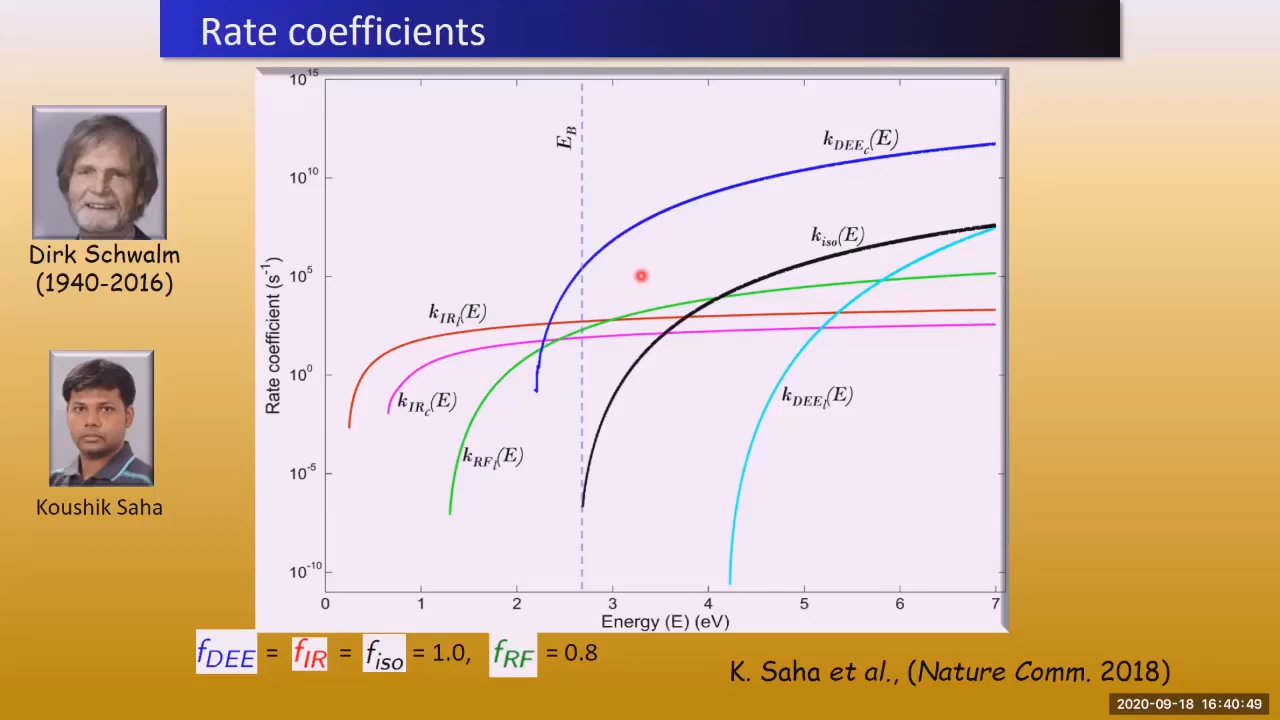 Rate coefficients
Dirk Schwalm
(1940-2016)
Koushik Saha
10^15
10^10
10^5
10^0
10^-5
10^-10
Rate coefficient (s^-1)
E_B
k_DEE_c(E)
k_iso(E)
k_IR_l(E)
k_IR_c(E)
k_RF_l(E)
k_DEE_l(E)
0 1 2 3 4 5 6 7
Energy (E) (eV)
f_DEE = f_IR = f_iso = 1.0, f_RF = 0.8
K. Saha et al., (Nature Comm. 2018)
2020-09-18 16:40:49